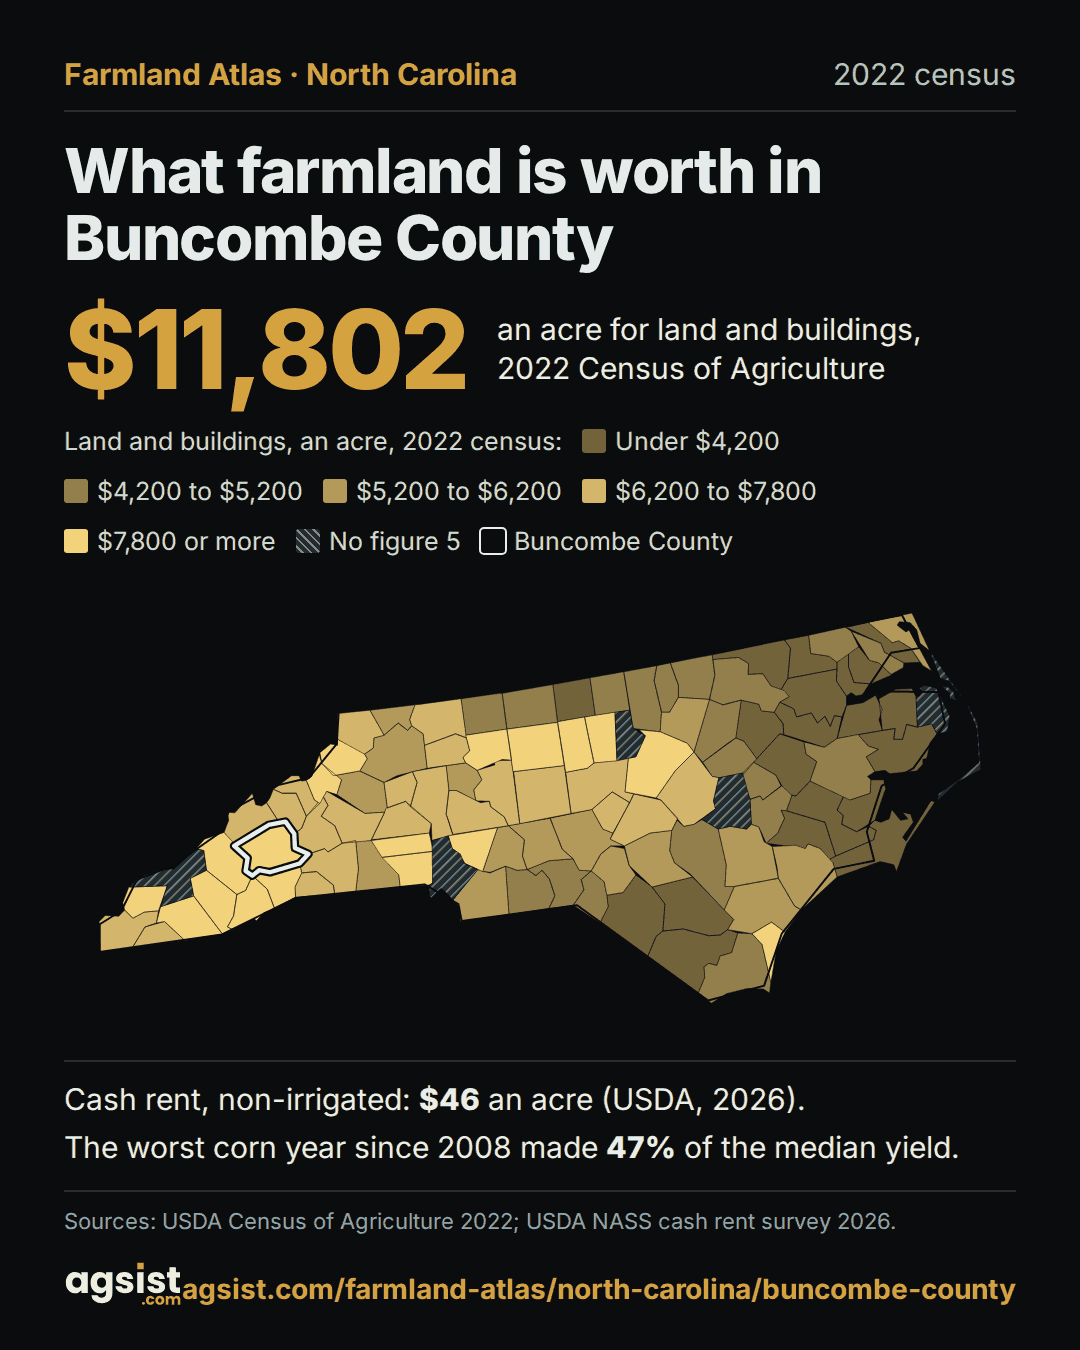 Farmland Atlas · North Carolina
2022 census
What farmland is worth in
Buncombe County
$11,802
an acre for land and buildings,
2022 Census of Agriculture
Land and buildings, an acre, 2022 census: Under $4,200
$4,200 to $5,200 $5,200 to $6,200 $6,200 to $7,800
$7,800 or more No figure 5 Buncombe County
Cash rent, non-irrigated: $46 an acre (USDA, 2026).
The worst corn year since 2008 made 47% of the median yield.
Sources: USDA Census of Agriculture 2022; USDA NASS cash rent survey 2026.
agsist
.com
agsist.com/farmland-atlas/north-carolina/buncombe-county